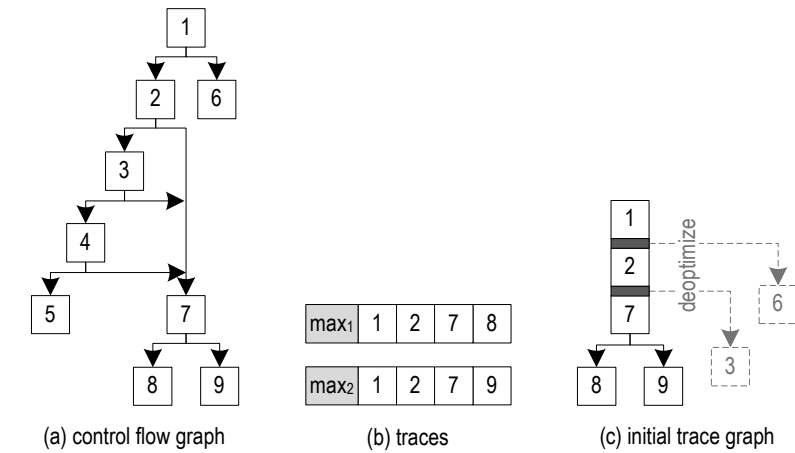 1
2 6
3
4
5 7
8 9
(a) control flow graph
max1 1 2 7 8
max2 1 2 7 9
(b) traces
1
2
7
deoptimize
6
3
8 9
(c) initial trace graph